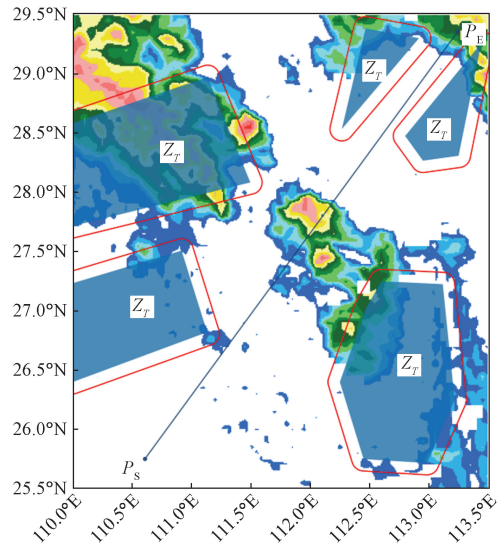 29.5°N
P_E
29.0°N
Z_T
Z_T
28.5°N
Z_T
28.0°N
27.5°N
27.0°N
Z_T
26.5°N
Z_T
26.0°N
P_S
25.5°N
110.0°E
110.5°E
111.0°E
111.5°E
112.0°E
112.5°E
113.0°E
113.5°E